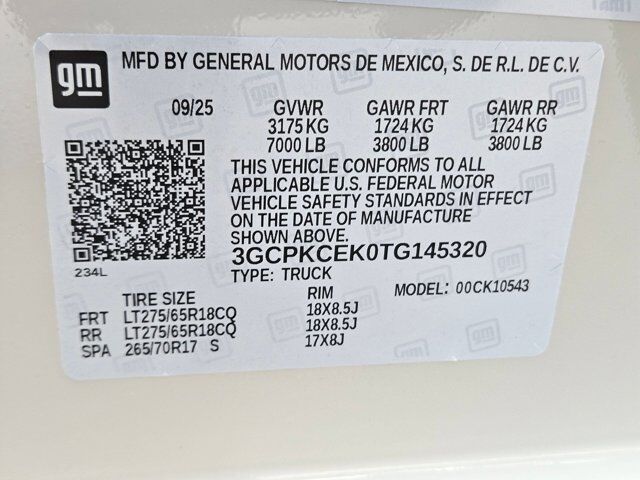 gm
MFD BY GENERAL MOTORS DE MEXICO, S. DE R.L. DE C.V.
09/25 GVWR GAWR FRT GAWR RR
3175 KG 1724 KG 1724 KG
7000 LB 3800 LB 3800 LB
THIS VEHICLE CONFORMS TO ALL
APPLICABLE U.S. FEDERAL MOTOR
VEHICLE SAFETY STANDARDS IN EFFECT
ON THE DATE OF MANUFACTURE
SHOWN ABOVE.
3GCPKCEK0TG145320
234L
TYPE: TRUCK MODEL: 00CK10543
TIRE SIZE RIM
FRT LT275/65R18CQ 18X8.5J
RR LT275/65R18CQ 18X8.5J
SPA 265/70R17 S 17X8J